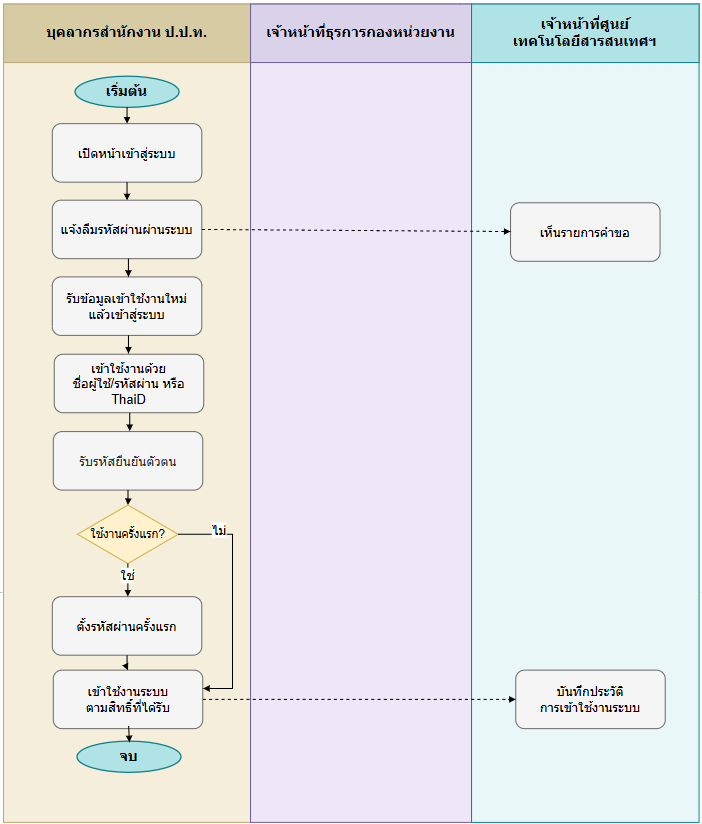 บุคลากรสำนักงาน ป.ป.ท.
เจ้าหน้าที่ธุรการกองหน่วยงาน
เจ้าหน้าที่ศูนย์
เทคโนโลยีสารสนเทศฯ
เริ่มต้น
เปิดหน้าเข้าสู่ระบบ
แจ้งลืมรหัสผ่านผ่านระบบ
เห็นรายการคำขอ
รับข้อมูลเข้าใช้งานใหม่
แล้วเข้าสู่ระบบ
เข้าใช้งานด้วย
ชื่อผู้ใช้/รหัสผ่าน หรือ
ThaiD
รับรหัสยืนยันตัวตน
ใช้งานครั้งแรก?
ไม่
ใช่
ตั้งรหัสผ่านครั้งแรก
เข้าใช้งานระบบ
ตามสิทธิ์ที่ได้รับ
บันทึกประวัติ
การเข้าใช้งานระบบ
จบ